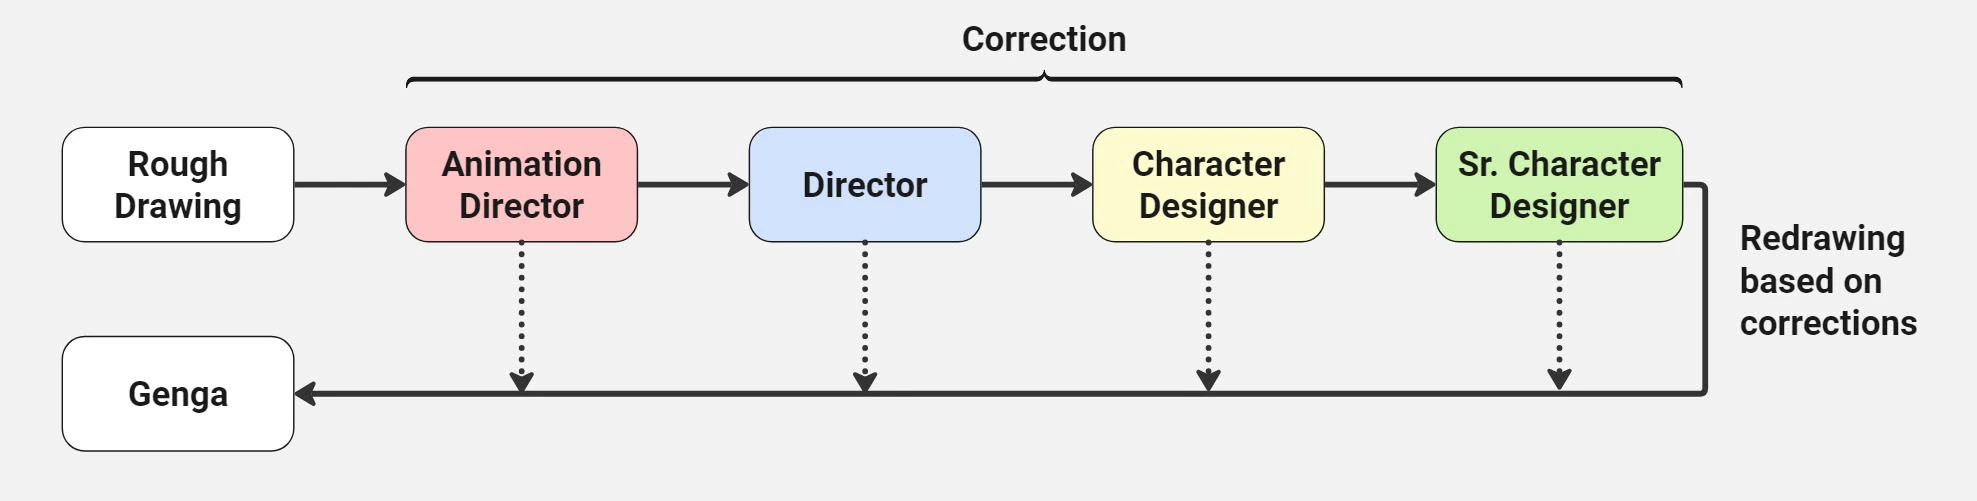 Correction
Rough
Drawing
Animation
Director
Director
Character
Designer
Sr. Character
Designer
Redrawing
based on
corrections
Genga